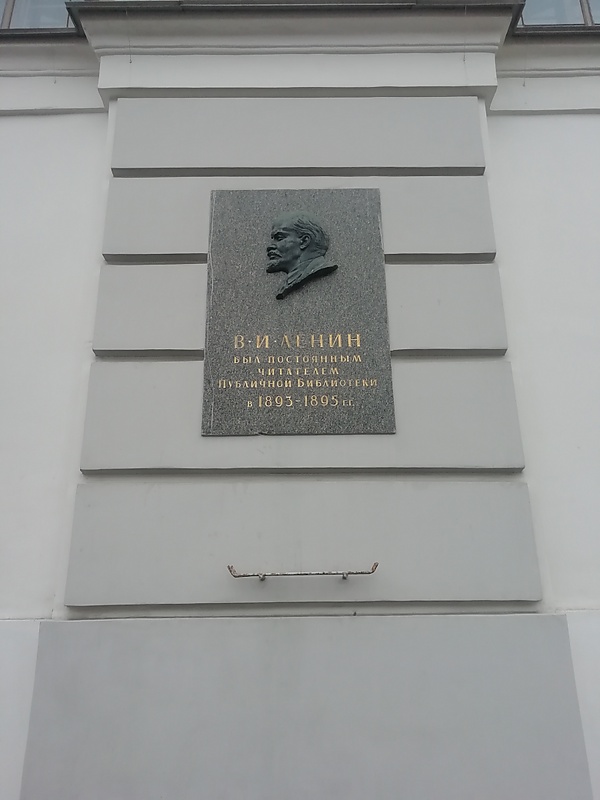 В·И·ЛЕНИН
БЫЛ ПОСТОЯННЫМ
ЧИТАТЕЛЕМ
ПУБЛИЧНОЙ БИБЛИОТЕКИ
В 1893-1895 ГГ.